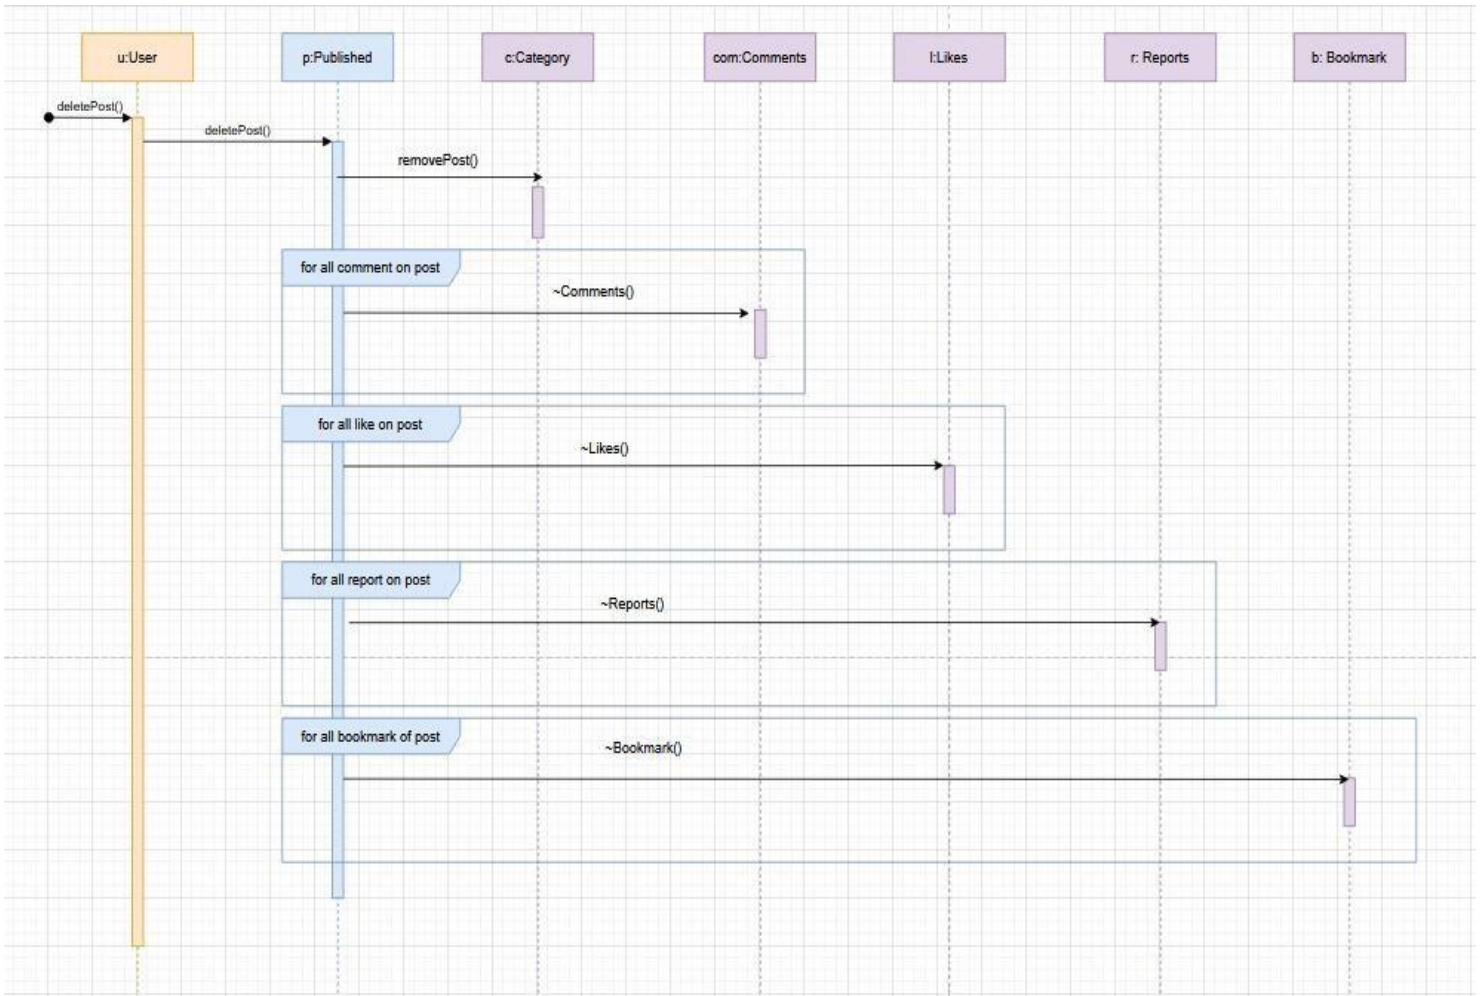 u:User
p:Published
c:Category
com:Comments
l:Likes
r: Reports
b: Bookmark
deletePost()
deletePost()
removePost()
for all comment on post
~Comments()
for all like on post
~Likes()
for all report on post
~Reports()
for all bookmark of post
~Bookmark()